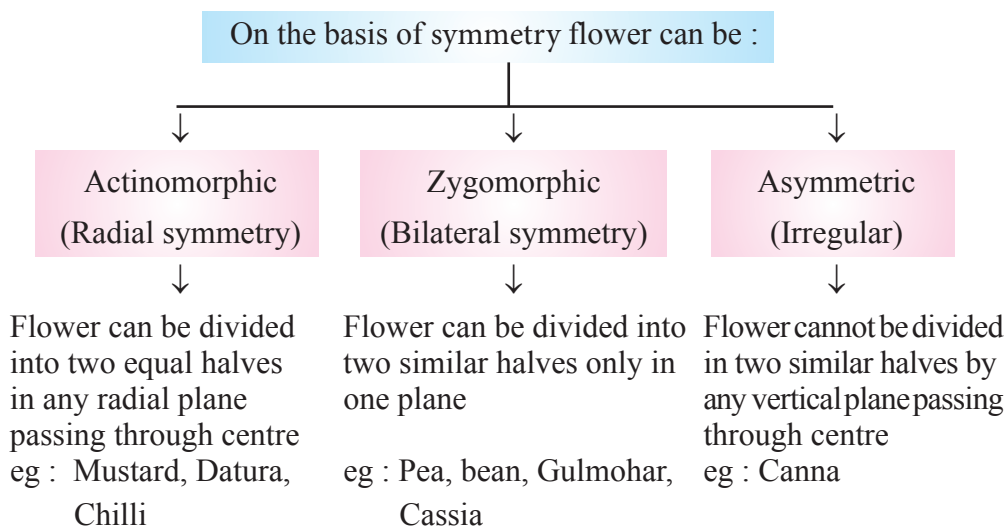 On the basis of symmetry flower can be :
Actinomorphic
(Radial symmetry)
Zygomorphic
(Bilateral symmetry)
Asymmetric
(Irregular)
Flower can be divided
into two equal halves
in any radial plane
passing through centre
eg : Mustard, Datura,
Chilli
Flower can be divided into
two similar halves only in
one plane
eg : Pea, bean, Gulmohar,
Cassia
Flower cannot be divided
in two similar halves by
any vertical plane passing
through centre
eg : Canna